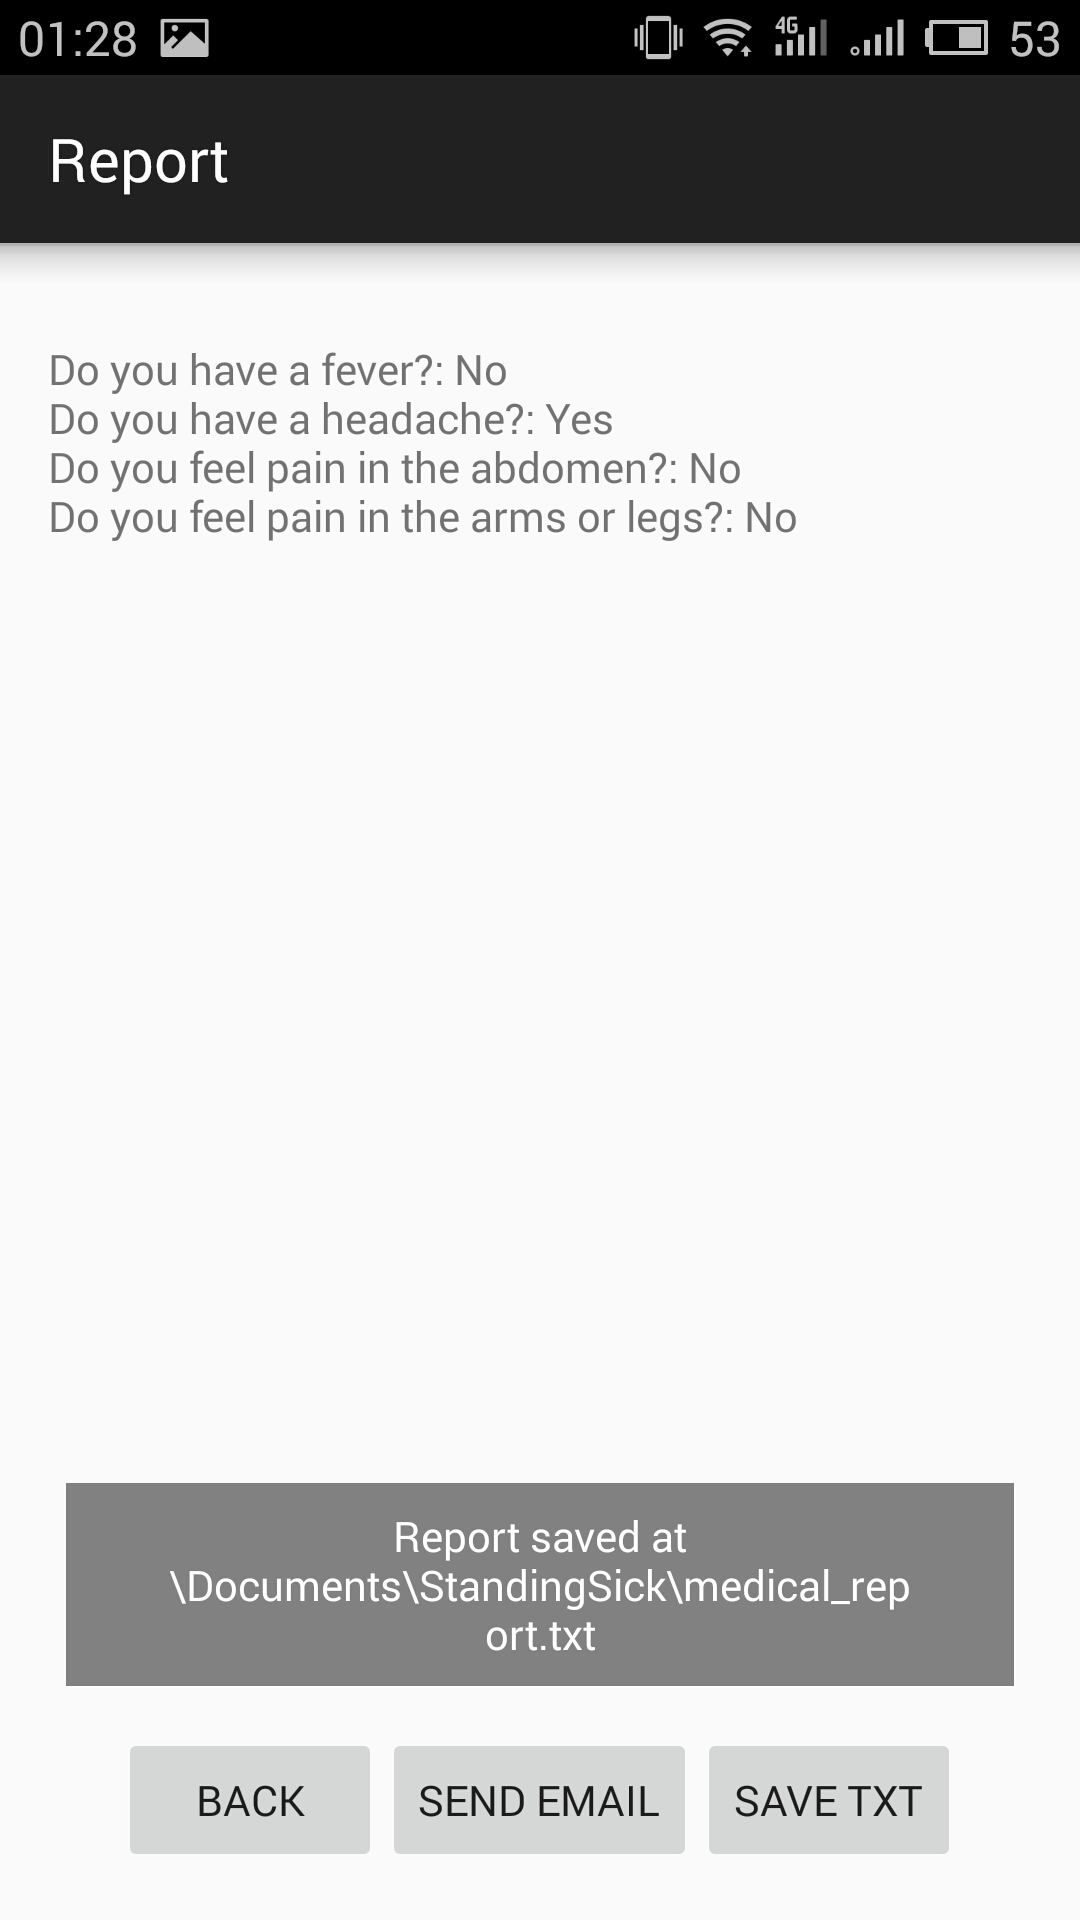 01:28
4G
53
Report
Do you have a fever?: No
Do you have a headache?: Yes
Do you feel pain in the abdomen?: No
Do you feel pain in the arms or legs?: No
Report saved at
\Documents\StandingSick\medical_rep
ort.txt
BACK
SEND EMAIL
SAVE TXT